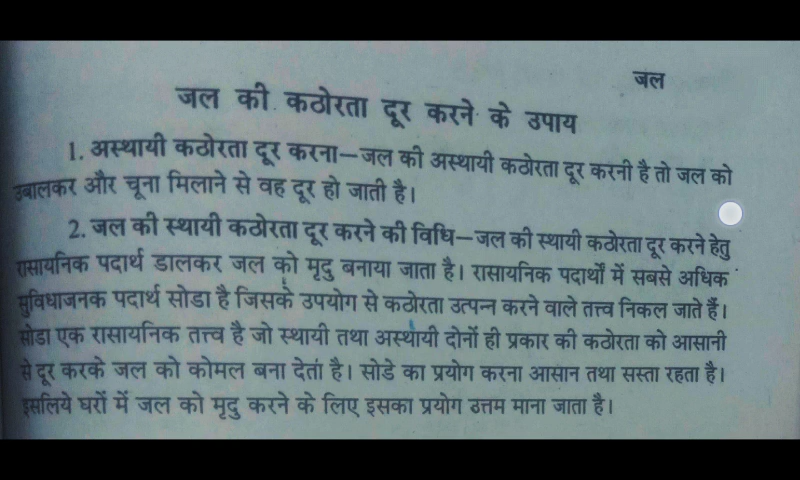 जल
जल की कठोरता दूर करने के उपाय
1. अस्थायी कठोरता दूर करना—जल की अस्थायी कठोरता दूर करनी है तो जल को
उबालकर और चूना मिलाने से वह दूर हो जाती है।
2. जल की स्थायी कठोरता दूर करने की विधि—जल की स्थायी कठोरता दूर करने हेतु
रासायनिक पदार्थ डालकर जल को मृदु बनाया जाता है। रासायनिक पदार्थों में सबसे अधिक
सुविधाजनक पदार्थ सोडा है जिसके उपयोग से कठोरता उत्पन्न करने वाले तत्त्व निकल जाते हैं।
सोडा एक रासायनिक तत्त्व है जो स्थायी तथा अस्थायी दोनों ही प्रकार की कठोरता को आसानी
से दूर करके जल को कोमल बना देता है। सोडे का प्रयोग करना आसान तथा सस्ता रहता है।
इसलिये घरों में जल को मृदु करने के लिए इसका प्रयोग उत्तम माना जाता है।